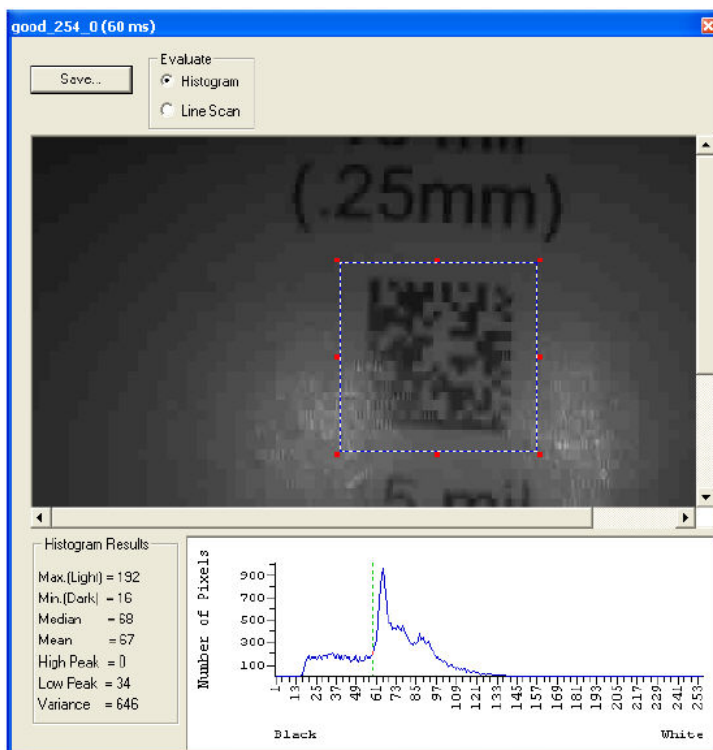 good_254_0 (60 ms)
Save...
Evaluate
Histogram
Line Scan
(.25mm)
5 mil
Histogram Results
Max.(Light) = 192
Min.(Dark) = 16
Median = 68
Mean = 67
High Peak = 0
Low Peak = 34
Variance = 646
Number of Pixels
900
700
500
300
100
1 13 25 37 49 61 73 85 97 109 121 133 145 157 169 181 193 205 217 229 241 253
Black White